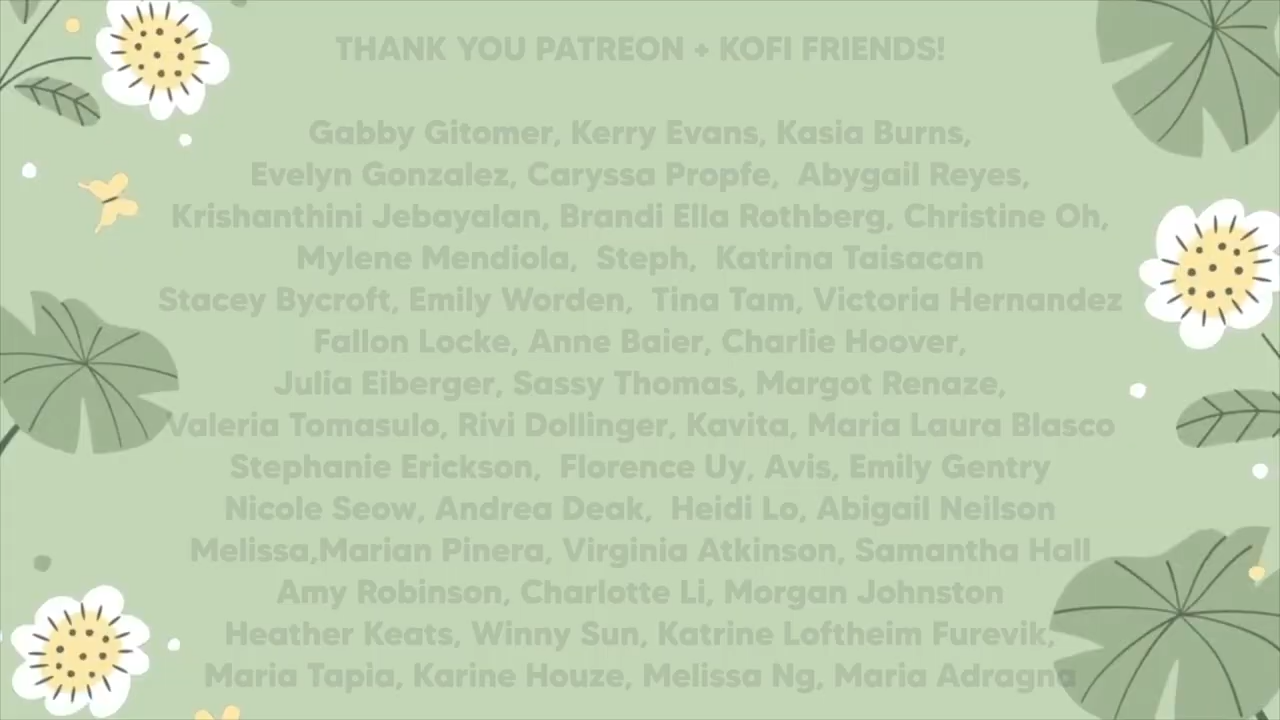 THANK YOU PATREON + KOFI FRIENDS!
Gabby Gitomer, Kerry Evans, Kasia Burns,
Evelyn Gonzalez, Caryssa Propfe, Abygail Reyes,
Krishanthini Jebayalan, Brandi Ella Rothberg, Christine Oh,
Mylene Mendiola, Steph, Katrina Taisacan
Stacey Bycroft, Emily Worden, Tina Tam, Victoria Hernandez
Fallon Locke, Anne Baier, Charlie Hoover,
Julia Eiberger, Sassy Thomas, Margot Renaze,
Valeria Tomasulo, Rivi Dollinger, Kavita, Maria Laura Blasco
Stephanie Erickson, Florence Uy, Avis, Emily Gentry
Nicole Seow, Andrea Deak, Heidi Lo, Abigail Neilson
Melissa,Marian Pinera, Virginia Atkinson, Samantha Hall
Amy Robinson, Charlotte Li, Morgan Johnston
Heather Keats, Winny Sun, Katrine Loftheim Furevik,
Maria Tapia, Karine Houze, Melissa Ng, Maria Adragna